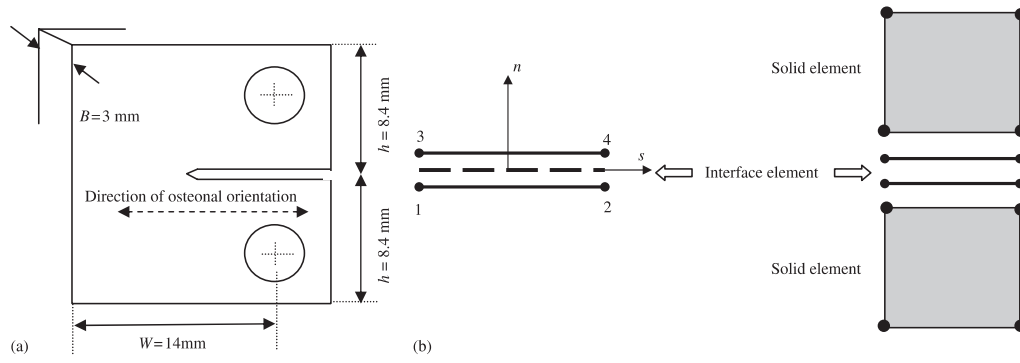 B=3 mm
h=8.4 mm
Direction of osteonal orientation
h=8.4 mm
W=14mm
(a)
n
3
4
s
1
2
Interface element
Solid element
Solid element
(b)